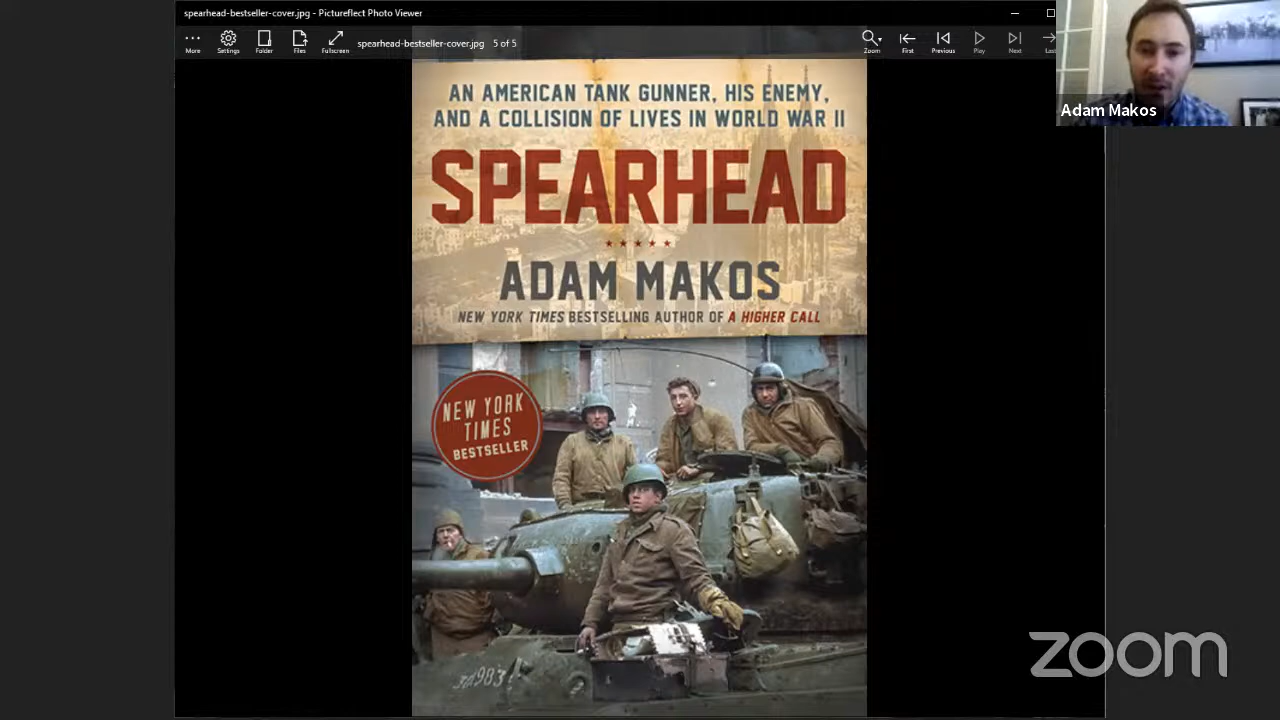 spearhead-bestseller-cover.jpg - Pictureflect Photo Viewer
More
Settings
Folder
Files
Fullscreen
spearhead-bestseller-cover.jpg 5 of 5
Zoom
First
Previous
Play
Next
Adam Makos
AN AMERICAN TANK GUNNER, HIS ENEMY,
AND A COLLISION OF LIVES IN WORLD WAR II
SPEARHEAD
ADAM MAKOS
NEW YORK TIMES BESTSELLING AUTHOR OF A HIGHER CALL
NEW YORK
TIMES
BESTSELLER
zoom